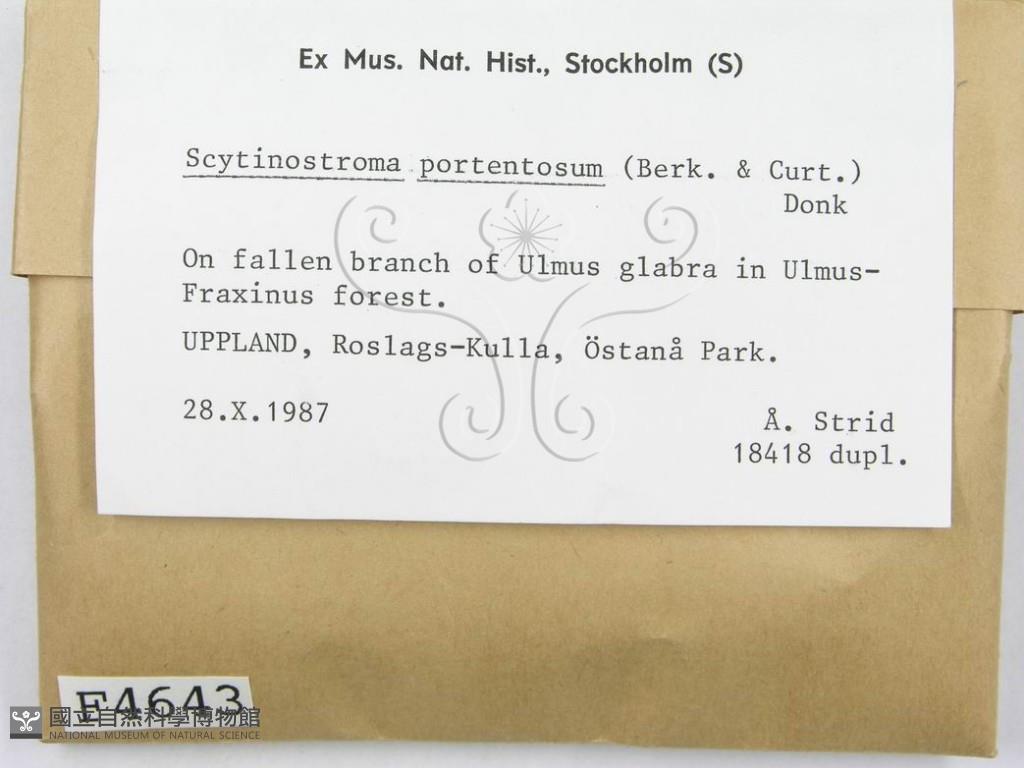 Ex Mus. Nat. Hist., Stockholm (S)
Scytinostroma portentosum (Berk. & Curt.)
Donk
On fallen branch of Ulmus glabra in Ulmus-
Fraxinus forest.
UPPLAND, Roslags-Kulla, Östanå Park.
28.X.1987
Å. Strid
18418 dupl.
F4643
國立自然科學博物館
NATIONAL MUSEUM OF NATURAL SCIENCE